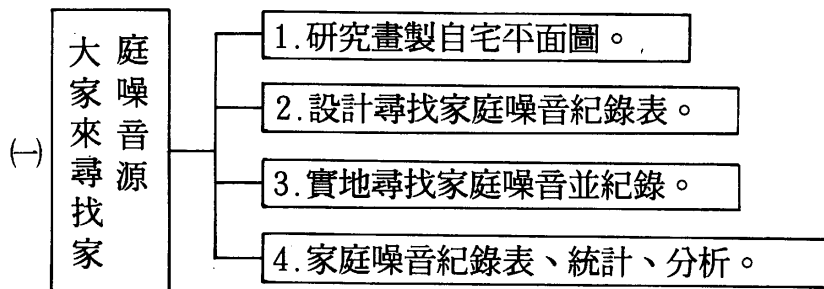 ㈠
大家來尋找家
庭噪音源
1.研究畫製自宅平面圖。
2.設計尋找家庭噪音紀錄表。
3.實地尋找家庭噪音並紀錄。
4.家庭噪音紀錄表、統計、分析。